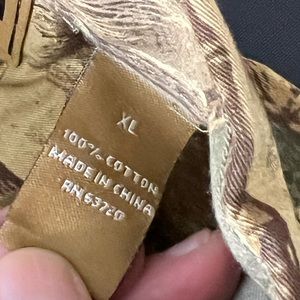 XL
100% COTTON
MADE IN CHINA
RN 63720